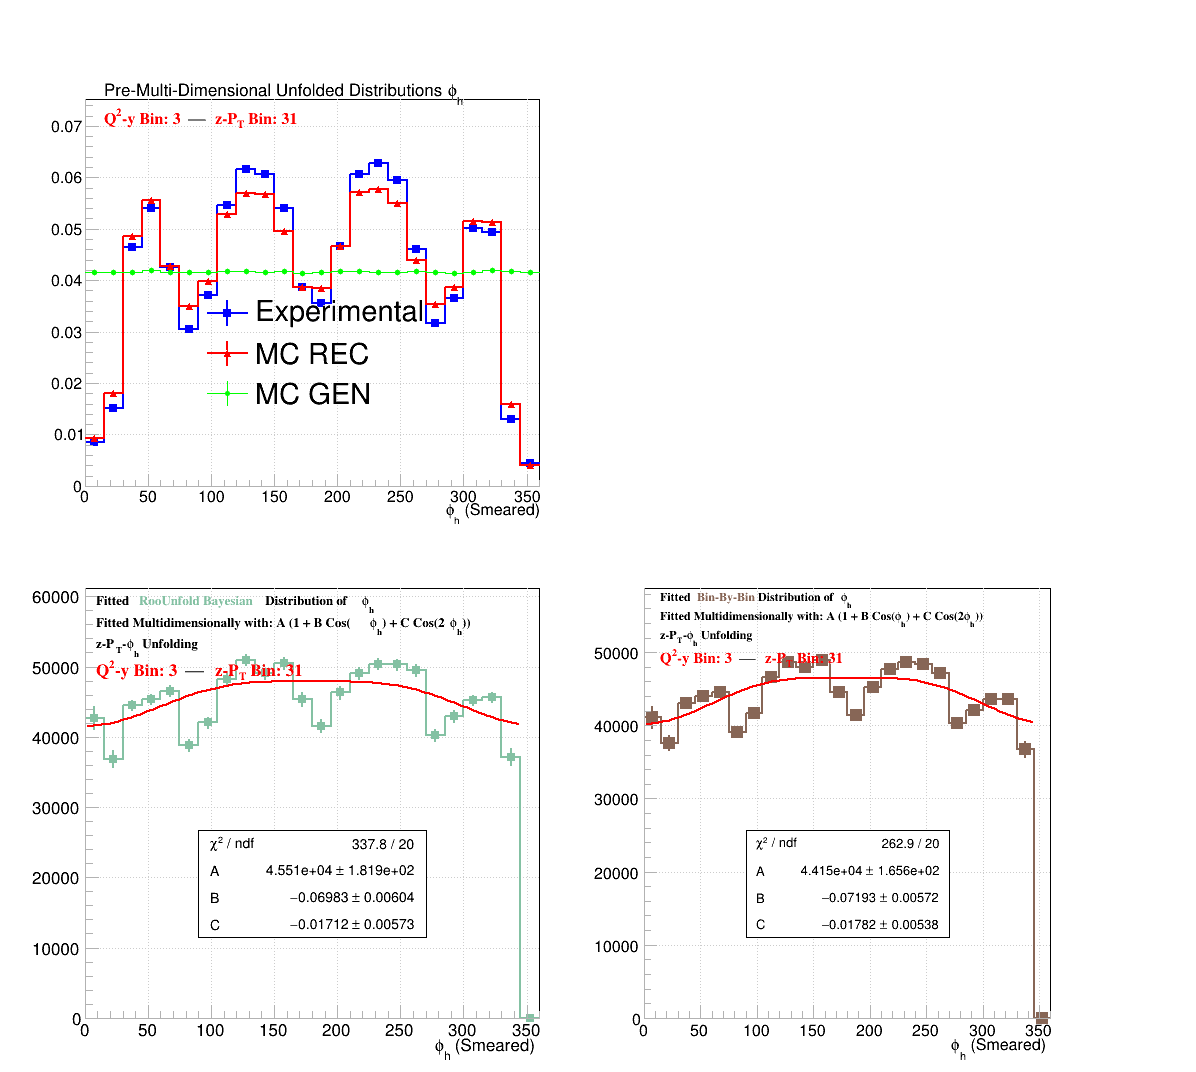 Pre-Multi-Dimensional Unfolded Distributions ϕh
Q²-y Bin: 3 — z-PT Bin: 31
0.07
0.06
0.05
0.04
0.03
0.02
0.01
0
Experimental
MC REC
MC GEN
0 50 100 150 200 250 300 350
ϕh (Smeared)
Fitted RooUnfold Bayesian Distribution of ϕh
Fitted Multidimensionally with: A (1 + B Cos( ϕh) + C Cos(2 ϕh))
z-PT-ϕh Unfolding
Q²-y Bin: 3 — z-PT Bin: 31
60000
50000
40000
30000
20000
10000
0
χ² / ndf 337.8 / 20
A 4.551e+04 ± 1.819e+02
B −0.06983 ± 0.00604
C −0.01712 ± 0.00573
0 50 100 150 200 250 300 350
ϕh (Smeared)
Fitted Bin-By-Bin Distribution of ϕh
Fitted Multidimensionally with: A (1 + B Cos(ϕh) + C Cos(2ϕh))
z-PT-ϕh Unfolding
Q²-y Bin: 3 — z-PT Bin: 31
50000
40000
30000
20000
10000
0
χ² / ndf 262.9 / 20
A 4.415e+04 ± 1.656e+02
B −0.07193 ± 0.00572
C −0.01782 ± 0.00538
0 50 100 150 200 250 300 350
ϕh (Smeared)